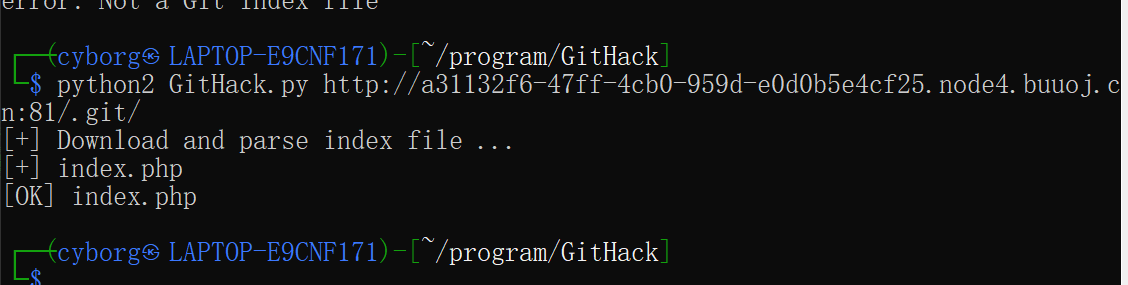 error: Not a Git index file
┌──(cyborg㉿ LAPTOP-E9CNF171)-[~/program/GitHack]
└─$ python2 GitHack.py http://a31132f6-47ff-4cb0-959d-e0d0b5e4cf25.node4.buuoj.c
n:81/.git/
[+] Download and parse index file ...
[+] index.php
[OK] index.php
┌──(cyborg㉿ LAPTOP-E9CNF171)-[~/program/GitHack]
└─$